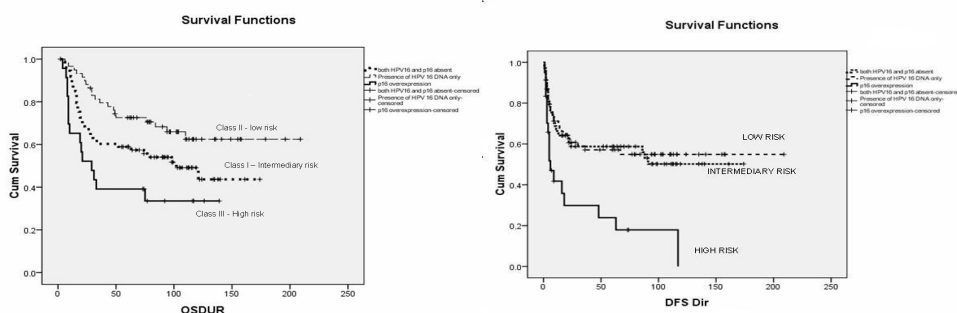 Survival Functions
1.0
0.8
0.6
0.4
0.2
0.0
Cum Survival
0
50
100
150
200
250
OSDUR
Class II - low risk
Class I – Intermediary risk
Class III - High risk
both HPV16 and p16 absent
Presence of HPV 16 DNA only
p16 overexpression
both HPV16 and p16 absent-censored
Presence of HPV 16 DNA only-
censored
p16 overexpression-censored
Survival Functions
1.0
0.8
0.6
0.4
0.2
0.0
Cum Survival
0
50
100
150
200
250
DFS Dir
LOW RISK
INTERMEDIARY RISK
HIGH RISK
both HPV16 and p16 absent
Presence of HPV 16 DNA only
p16 overexpression
both HPV16 and p16 absent-censored
Presence of HPV 16 DNA only-
censored
p16 overexpression-censored